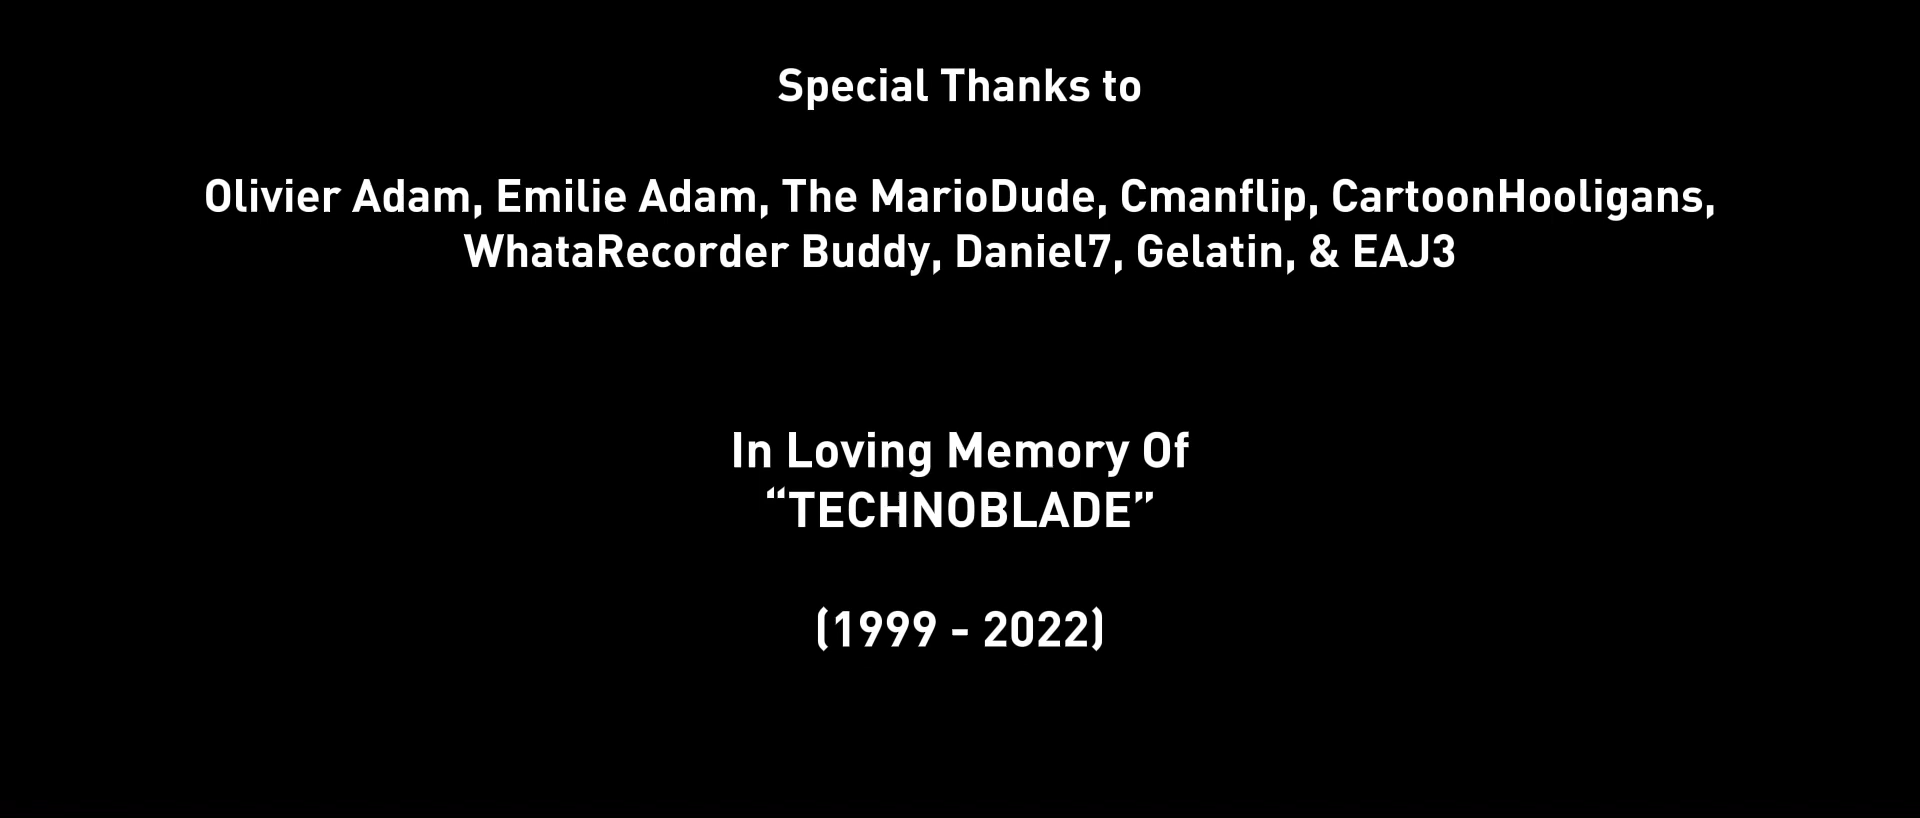 Special Thanks to
Olivier Adam, Emilie Adam, The MarioDude, Cmanflip, CartoonHooligans,
WhataRecorder Buddy, Daniel7, Gelatin, & EAJ3
In Loving Memory Of
“TECHNOBLADE”
(1999 - 2022)